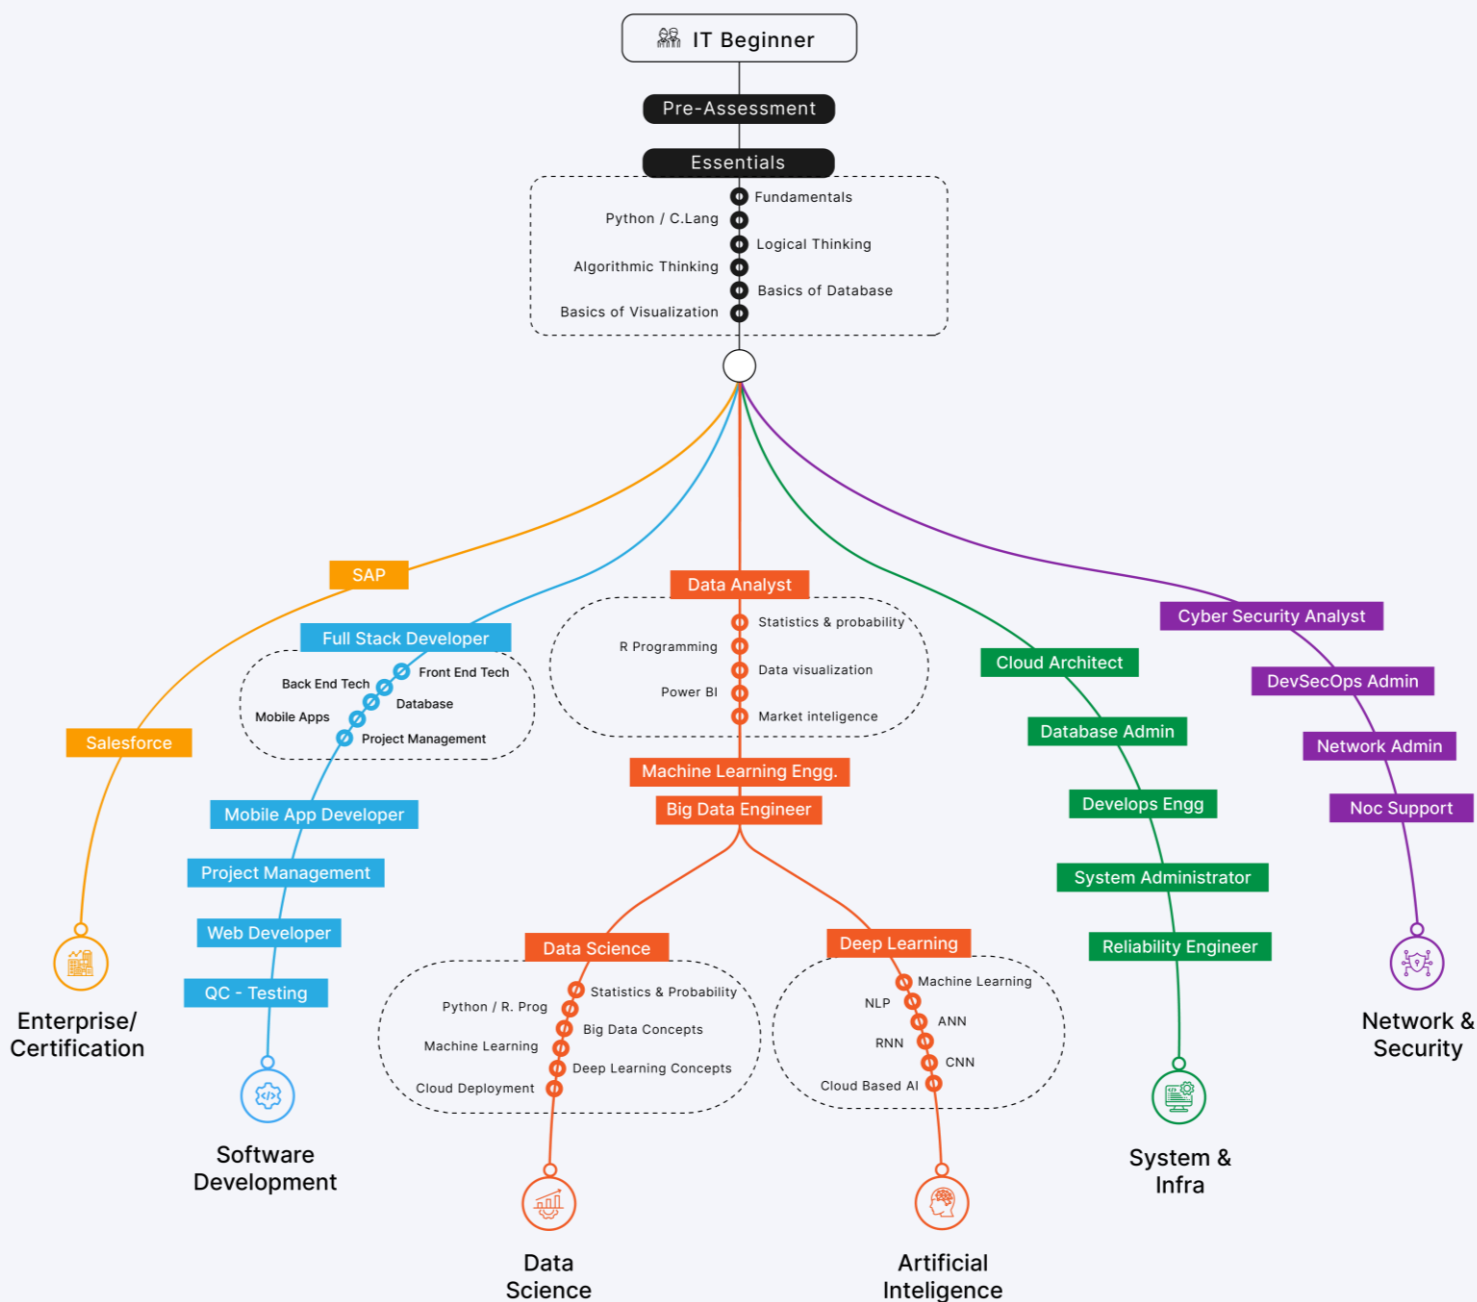 IT Beginner
Pre-Assessment
Essentials
Fundamentals
Python / C.Lang
Logical Thinking
Algorithmic Thinking
Basics of Database
Basics of Visualization
SAP
Salesforce
Enterprise/
Certification
Full Stack Developer
Front End Tech
Back End Tech
Database
Mobile Apps
Project Management
Mobile App Developer
Project Management
Web Developer
QC - Testing
Software
Development
Data Analyst
Statistics & probability
R Programming
Data visualization
Power BI
Market inteligence
Machine Learning Engg.
Big Data Engineer
Data Science
Statistics & Probability
Python / R. Prog
Big Data Concepts
Machine Learning
Deep Learning Concepts
Cloud Deployment
Data
Science
Deep Learning
Machine Learning
NLP
ANN
RNN
CNN
Cloud Based AI
Artificial
Inteligence
Cloud Architect
Database Admin
Develops Engg
System Administrator
Reliability Engineer
System &
Infra
Cyber Security Analyst
DevSecOps Admin
Network Admin
Noc Support
Network &
Security